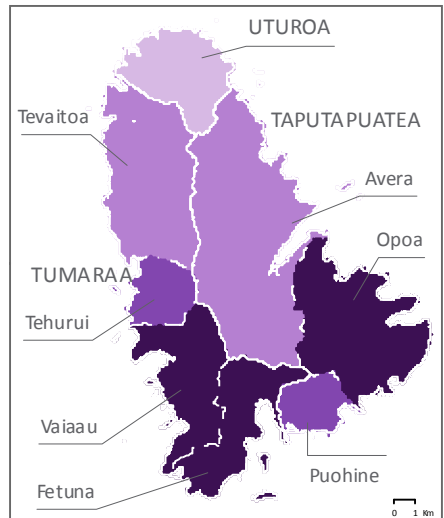 UTUROA
Tevaitoa
TAPUTAPUATEA
Avera
Opoa
TUMARAA
Tehurui
Vaiaau
Puohine
Fetuna
0 1 Km